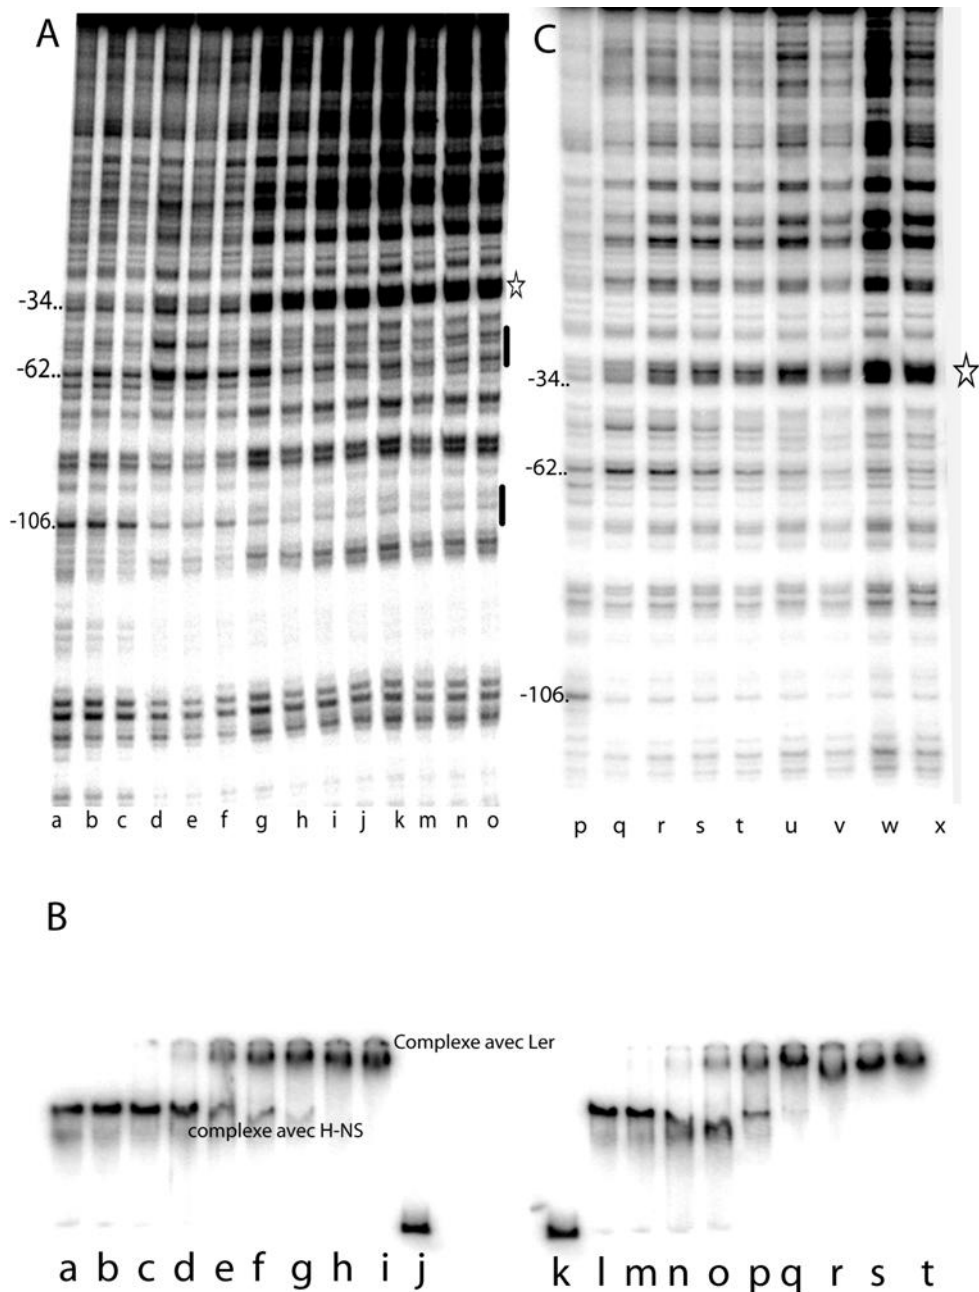 A
-34..
-62..
-106.
a b c d e f g h i j k m n o
C
-34..
-62..
-106.
p q r s t u v w x
B
Complexe avec Ler
complexe avec H-NS
a b c d e f g h i j k l m n o p q r s t